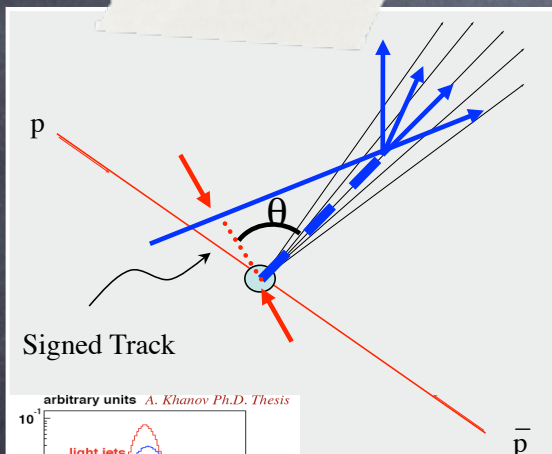 p
θ
Signed Track
p̅
arbitrary units A. Khanov Ph.D. Thesis
10⁻¹
light jets